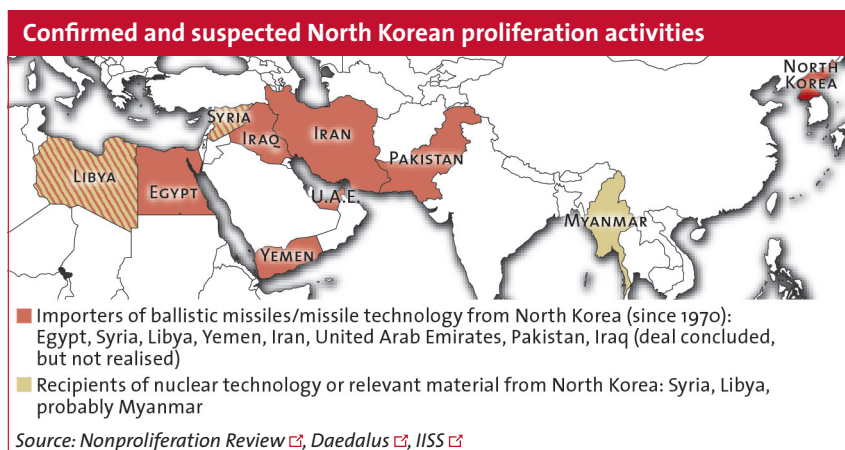 Confirmed and suspected North Korean proliferation activities
North
Korea
Syria
Iraq
Iran
Pakistan
Libya
Egypt
U.A.E.
Myanmar
Yemen
Importers of ballistic missiles/missile technology from North Korea (since 1970):
Egypt, Syria, Libya, Yemen, Iran, United Arab Emirates, Pakistan, Iraq (deal concluded,
but not realised)
Recipients of nuclear technology or relevant material from North Korea: Syria, Libya,
probably Myanmar
Source: Nonproliferation Review, Daedalus, IISS